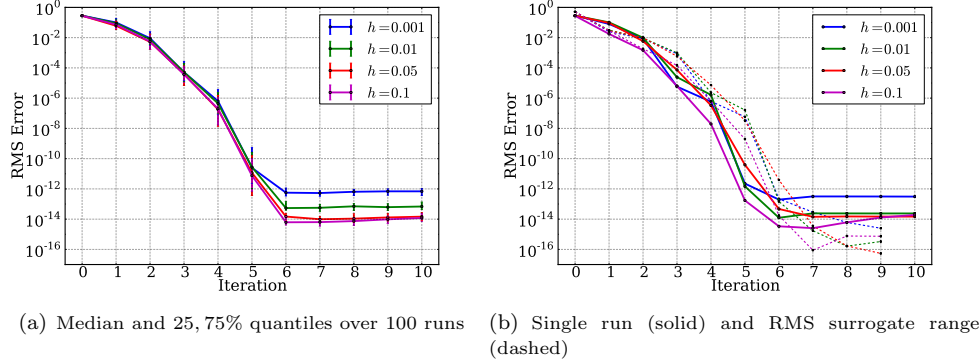 10^0
10^-2
10^-4
10^-6
10^-8
10^-10
10^-12
10^-14
10^-16
RMS Error
0 1 2 3 4 5 6 7 8 9 10
Iteration
h=0.001
h=0.01
h=0.05
h=0.1
(a) Median and 25, 75% quantiles over 100 runs
10^0
10^-2
10^-4
10^-6
10^-8
10^-10
10^-12
10^-14
10^-16
RMS Error
0 1 2 3 4 5 6 7 8 9 10
Iteration
h=0.001
h=0.01
h=0.05
h=0.1
(b) Single run (solid) and RMS surrogate range
(dashed)